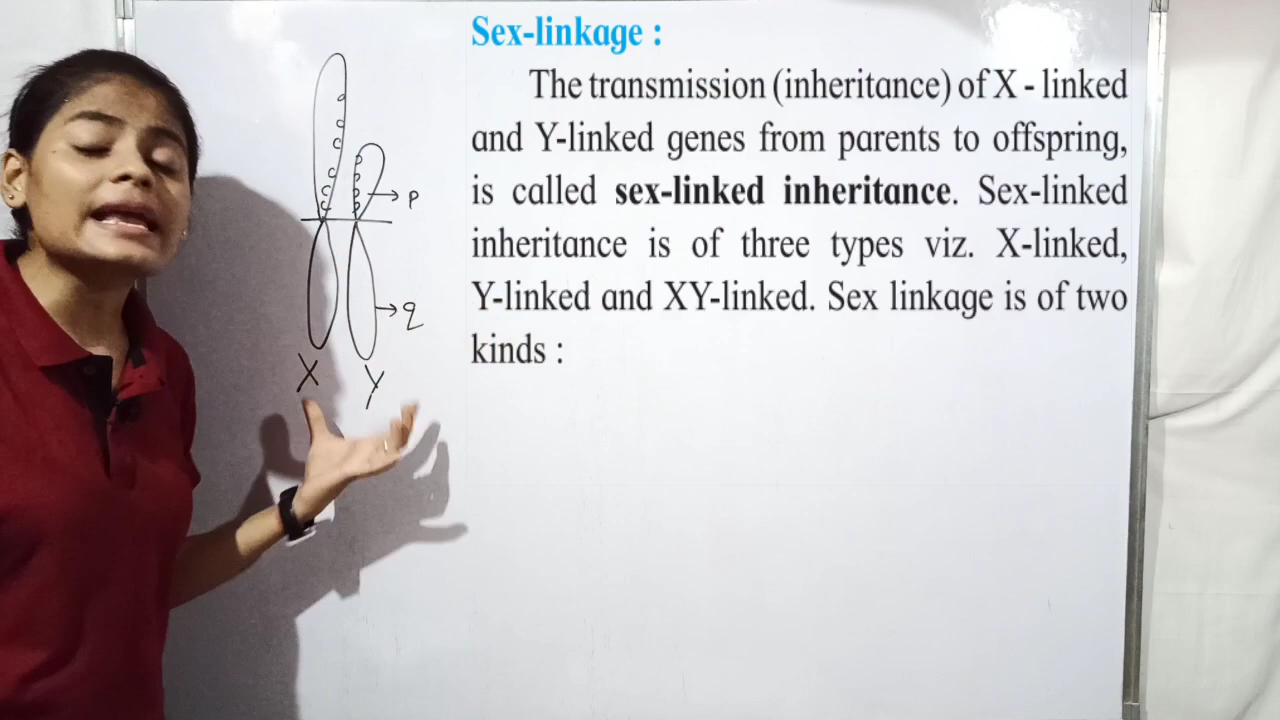 Sex-linkage :
The transmission (inheritance) of X - linked
and Y-linked genes from parents to offspring,
is called sex-linked inheritance. Sex-linked
inheritance is of three types viz. X-linked,
Y-linked and XY-linked. Sex linkage is of two
kinds :
p
q
X Y